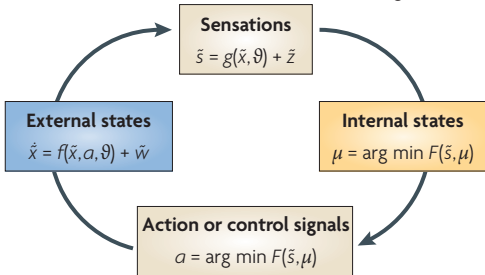 Sensations
s̃ = g(x̃,ϑ) + z̃
External states
x̃̇ = f(x̃,a,ϑ) + w̃
Internal states
μ = arg min F(s̃,μ)
Action or control signals
a = arg min F(s̃,μ)